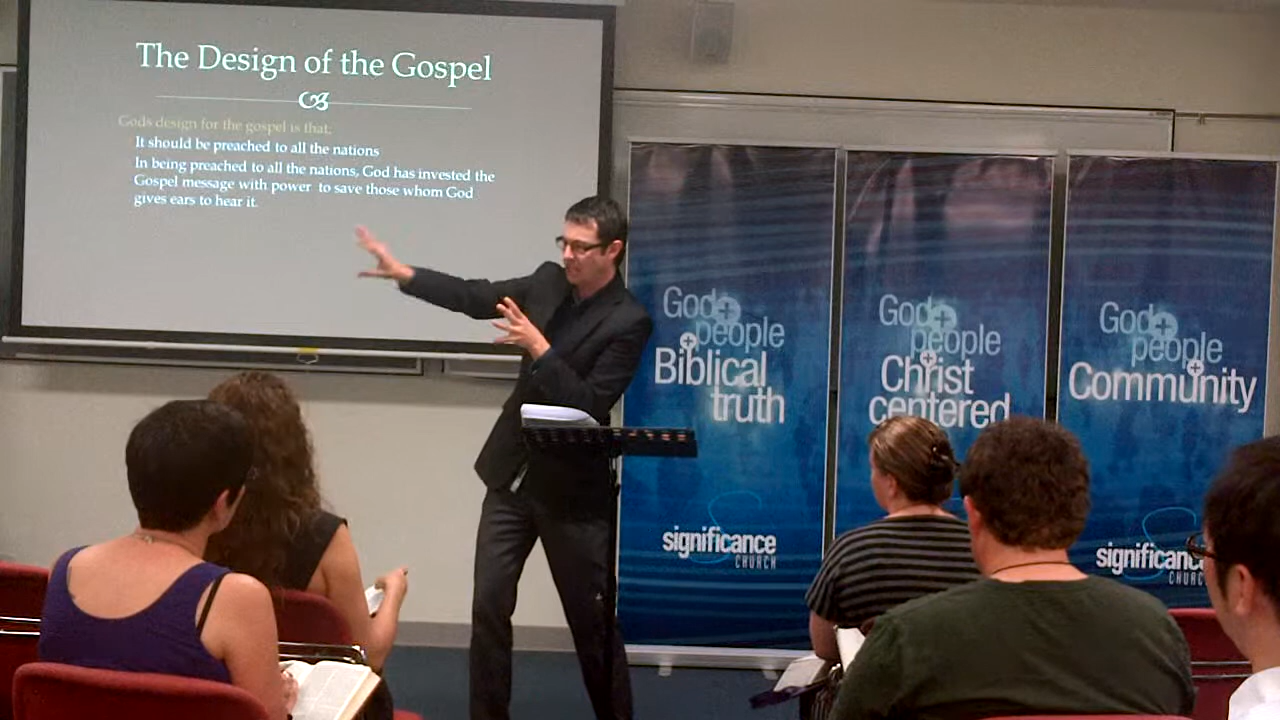 The Design of the Gospel
Gods design for the gospel is that;
It should be preached to all the nations
In being preached to all the nations, God has invested the
Gospel message with power to save those whom God
gives ears to hear it.
God+
people
+
Biblical
truth
significance
CHURCH
God+
people
+
Christ
centered
God+
people
+
Community
significance
CHURCH